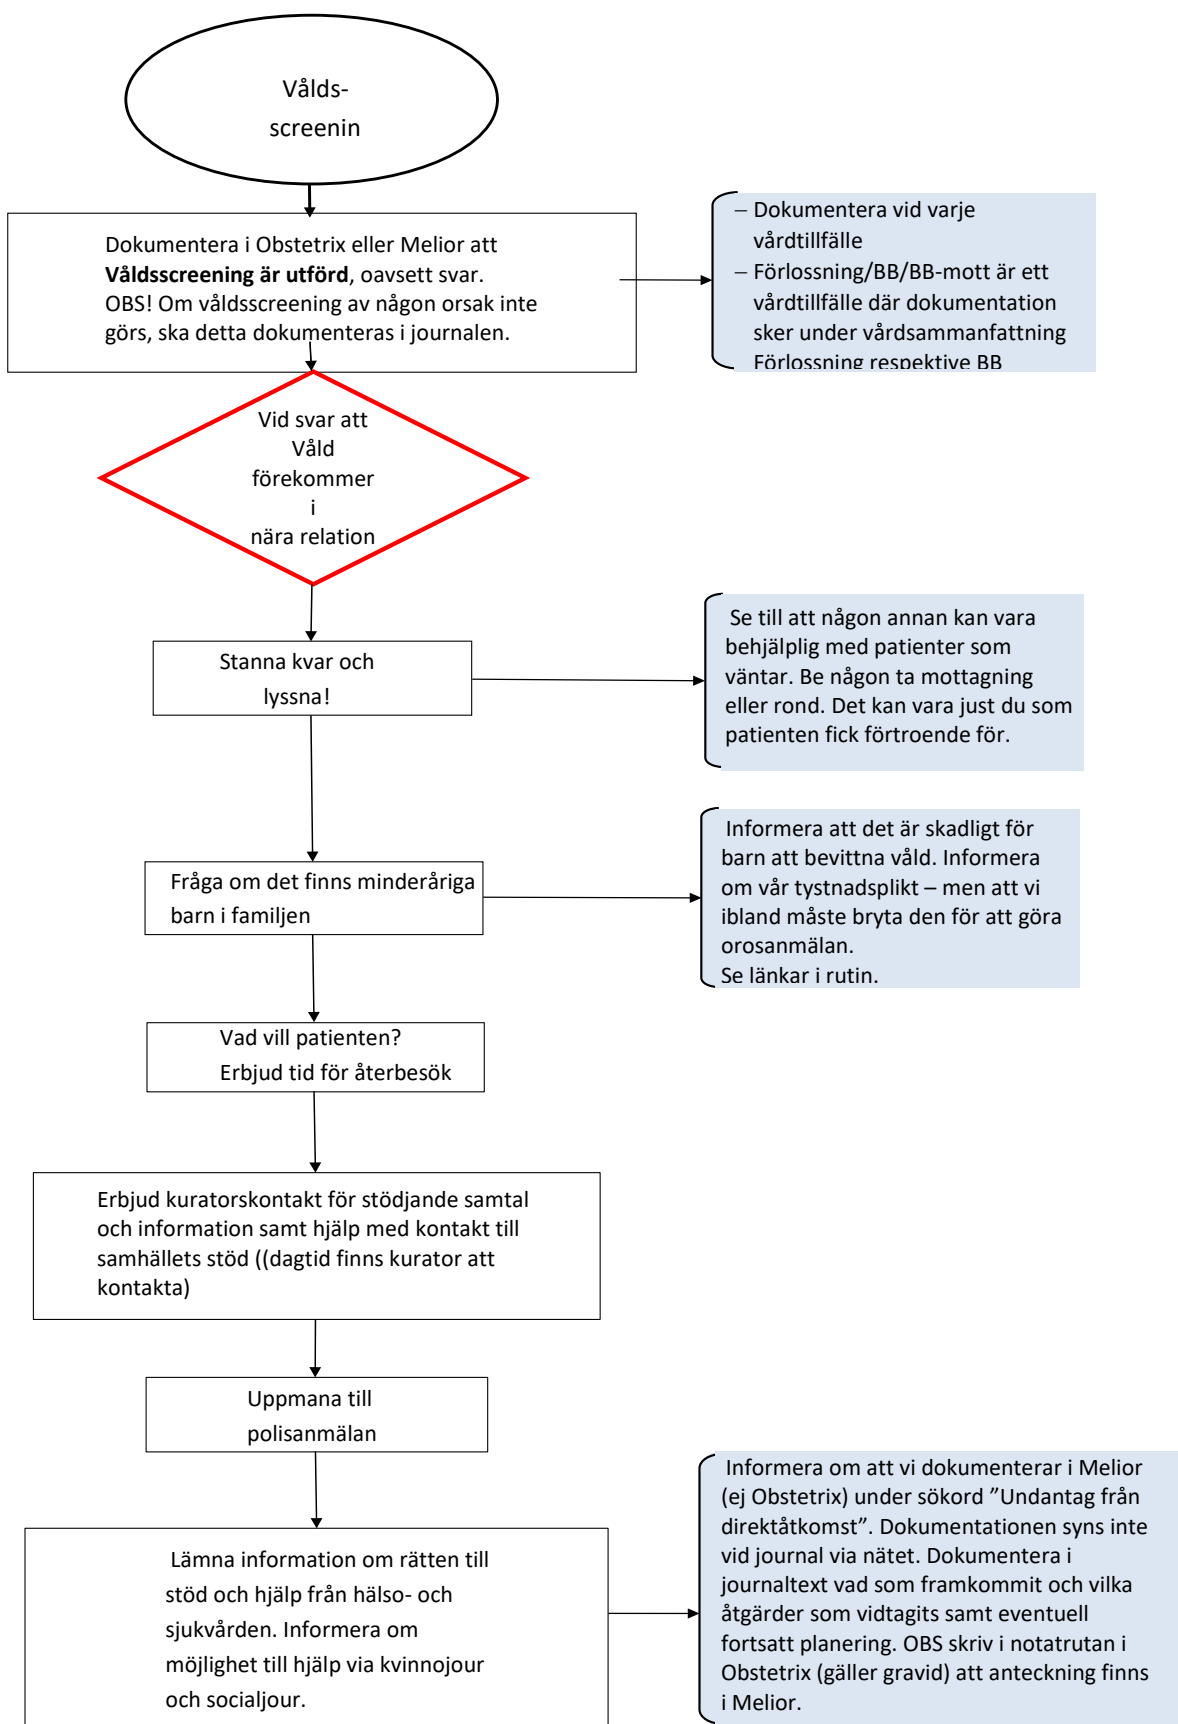 Vålds-
screenin
Dokumentera i Obstetrix eller Melior att
Våldsscreening är utförd, oavsett svar.
OBS! Om våldsscreening av någon orsak inte
görs, ska detta dokumenteras i journalen.
– Dokumentera vid varje
vårdtillfälle
– Förlossning/BB/BB-mott är ett
vårdtillfälle där dokumentation
sker under vårdsammanfattning
Förlossning respektive BB
Vid svar att
Våld
förekommer
i
nära relation
Stanna kvar och
lyssna!
Se till att någon annan kan vara
behjälplig med patienter som
väntar. Be någon ta mottagning
eller rond. Det kan vara just du som
patienten fick förtroende för.
Fråga om det finns minderåriga
barn i familjen
Informera att det är skadligt för
barn att bevittna våld. Informera
om vår tystnadsplikt – men att vi
ibland måste bryta den för att göra
orosanmälan.
Se länkar i rutin.
Vad vill patienten?
Erbjud tid för återbesök
Erbjud kuratorskontakt för stödjande samtal
och information samt hjälp med kontakt till
samhällets stöd ((dagtid finns kurator att
kontakta)
Uppmana till
polisanmälan
Lämna information om rätten till
stöd och hjälp från hälso- och
sjukvården. Informera om
möjlighet till hjälp via kvinnojour
och socialjour.
Informera om att vi dokumenterar i Melior
(ej Obstetrix) under sökord ”Undantag från
direktåtkomst”. Dokumentationen syns inte
vid journal via nätet. Dokumentera i
journaltext vad som framkommit och vilka
åtgärder som vidtagits samt eventuell
fortsatt planering. OBS skriv i notatrutan i
Obstetrix (gäller gravid) att anteckning finns
i Melior.